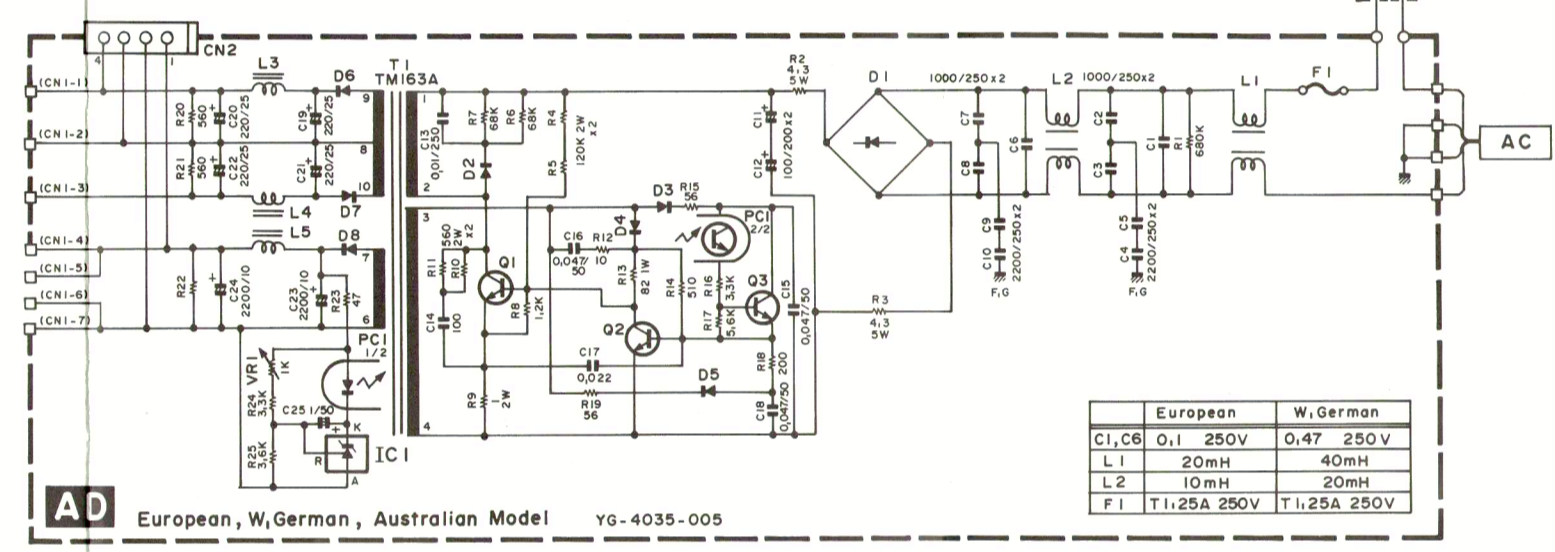 CN2
4
1
(CN1-1)
(CN1-2)
(CN1-3)
(CN1-4)
(CN1-5)
(CN1-6)
(CN1-7)
L3
D6
R20
560
C20
220/25
C19
220/25
9
8
R21
560
C22
220/25
C21
220/25
10
L4
D7
L5
D8
7
R22
C24
2200/10
C23
2200/10
R23
47
6
PC1
1/2
VR1
1K
R24
3,3K
C25 1/50
K
R25
3,6K
R
IC1
A
T1
TM163A
1
C13
0,01/250
R7
68K
R6
68K
R4
R5
120K 2W
x2
D2
2
3
560
2W
x2
R11
R10
Q1
C14
100
R8
1,2K
R9
1
2W
4
C16
0,047/
50
R12
10
D4
D3
R15
56
PC1
2/2
R13
82 1W
R14
510
R16
3,3K
R17
5,6K
Q3
Q2
C17
0,022
R19
56
D5
R18
200
C18
0,047/50
C15
0,047/50
C11
C12
100/200x2
R2
4,3
5W
R3
4,3
5W
D1
1000/250x2
C7
C8
C6
C9
C10
2200/250x2
F,G
L2
1000/250x2
C2
C3
C5
C4
2200/250x2
F,G
C1
R1
680K
L1
F1
AC
European W,German
C1,C6 0,1 250V 0,47 250V
L1 20mH 40mH
L2 10mH 20mH
F1 T1,25A 250V T1,25A 250V
AD
European, W,German, Australian Model YG-4035-005